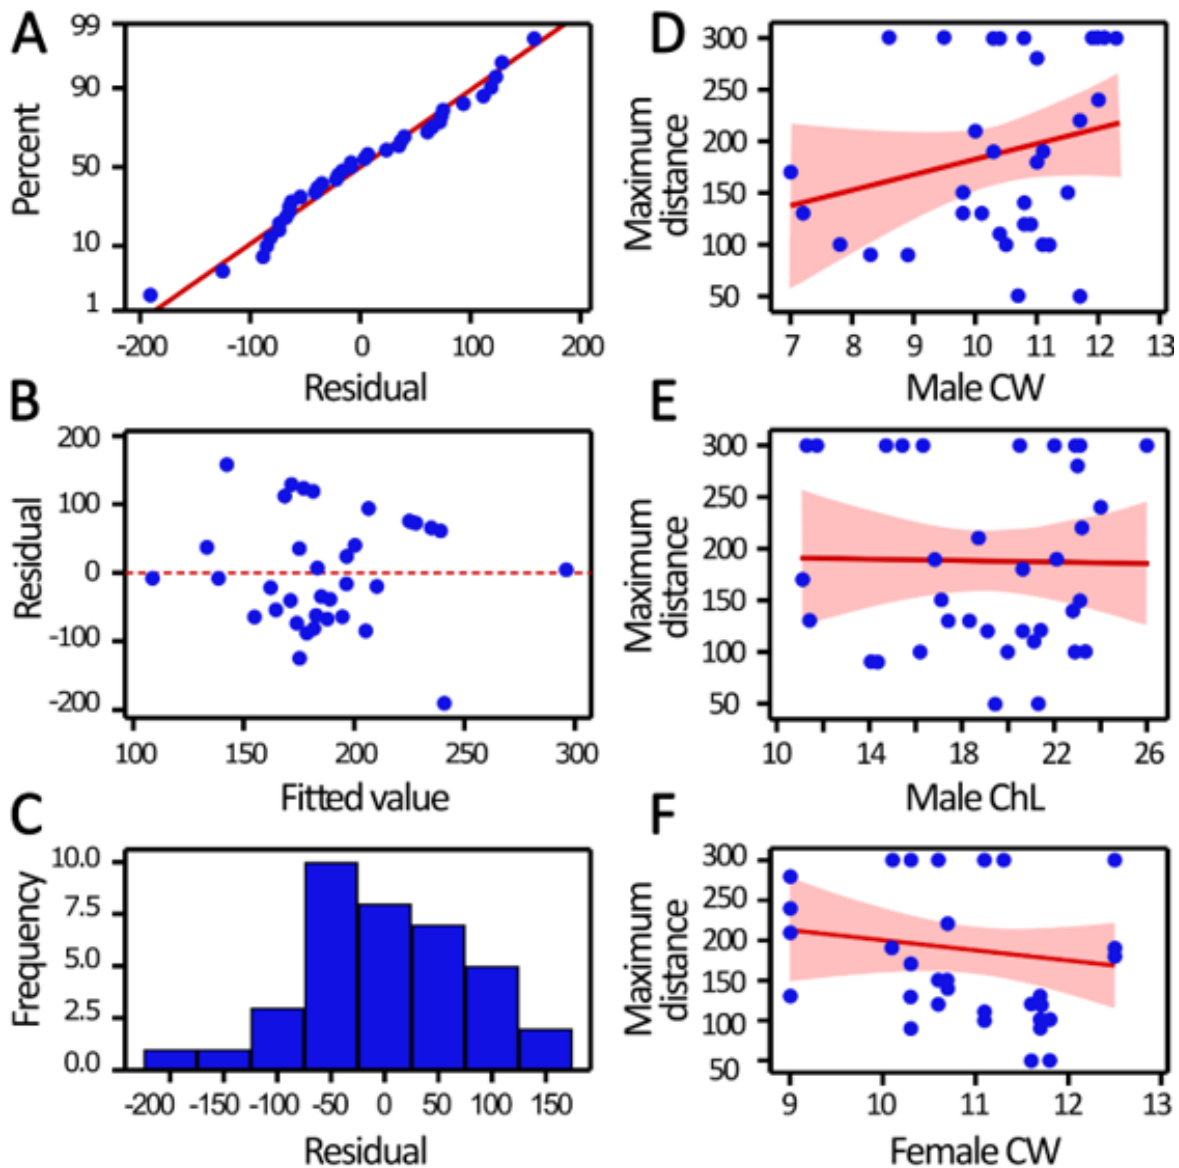 A
Percent
99
90
50
10
1
-200 -100 0 100 200
Residual
B
Residual
200
100
0
-100
-200
100 150 200 250 300
Fitted value
C
Frequency
10.0
7.5
5.0
2.5
0.0
-200 -150 -100 -50 0 50 100 150
Residual
D
Maximum
distance
300
250
200
150
100
50
7 8 9 10 11 12 13
Male CW
E
Maximum
distance
300
250
200
150
100
50
10 14 18 22 26
Male ChL
F
Maximum
distance
300
250
200
150
100
50
9 10 11 12 13
Female CW